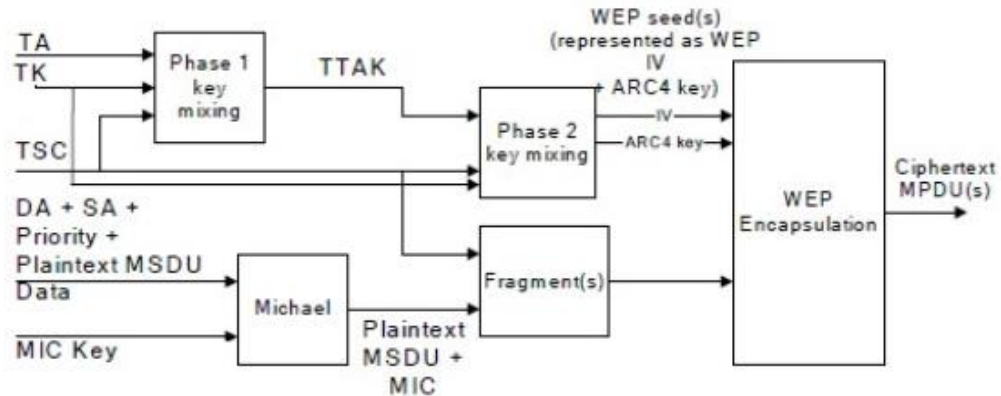 TA
TK
Phase 1
key
mixing
TTAK
WEP seed(s)
(represented as WEP
IV
+ ARC4 key)
IV
ARC4 key
Phase 2
key mixing
TSC
DA + SA +
Priority +
Plaintext MSDU
Data
MIC Key
Michael
Plaintext
MSDU +
MIC
Fragment(s)
WEP
Encapsulation
Ciphertext
MPDU(s)